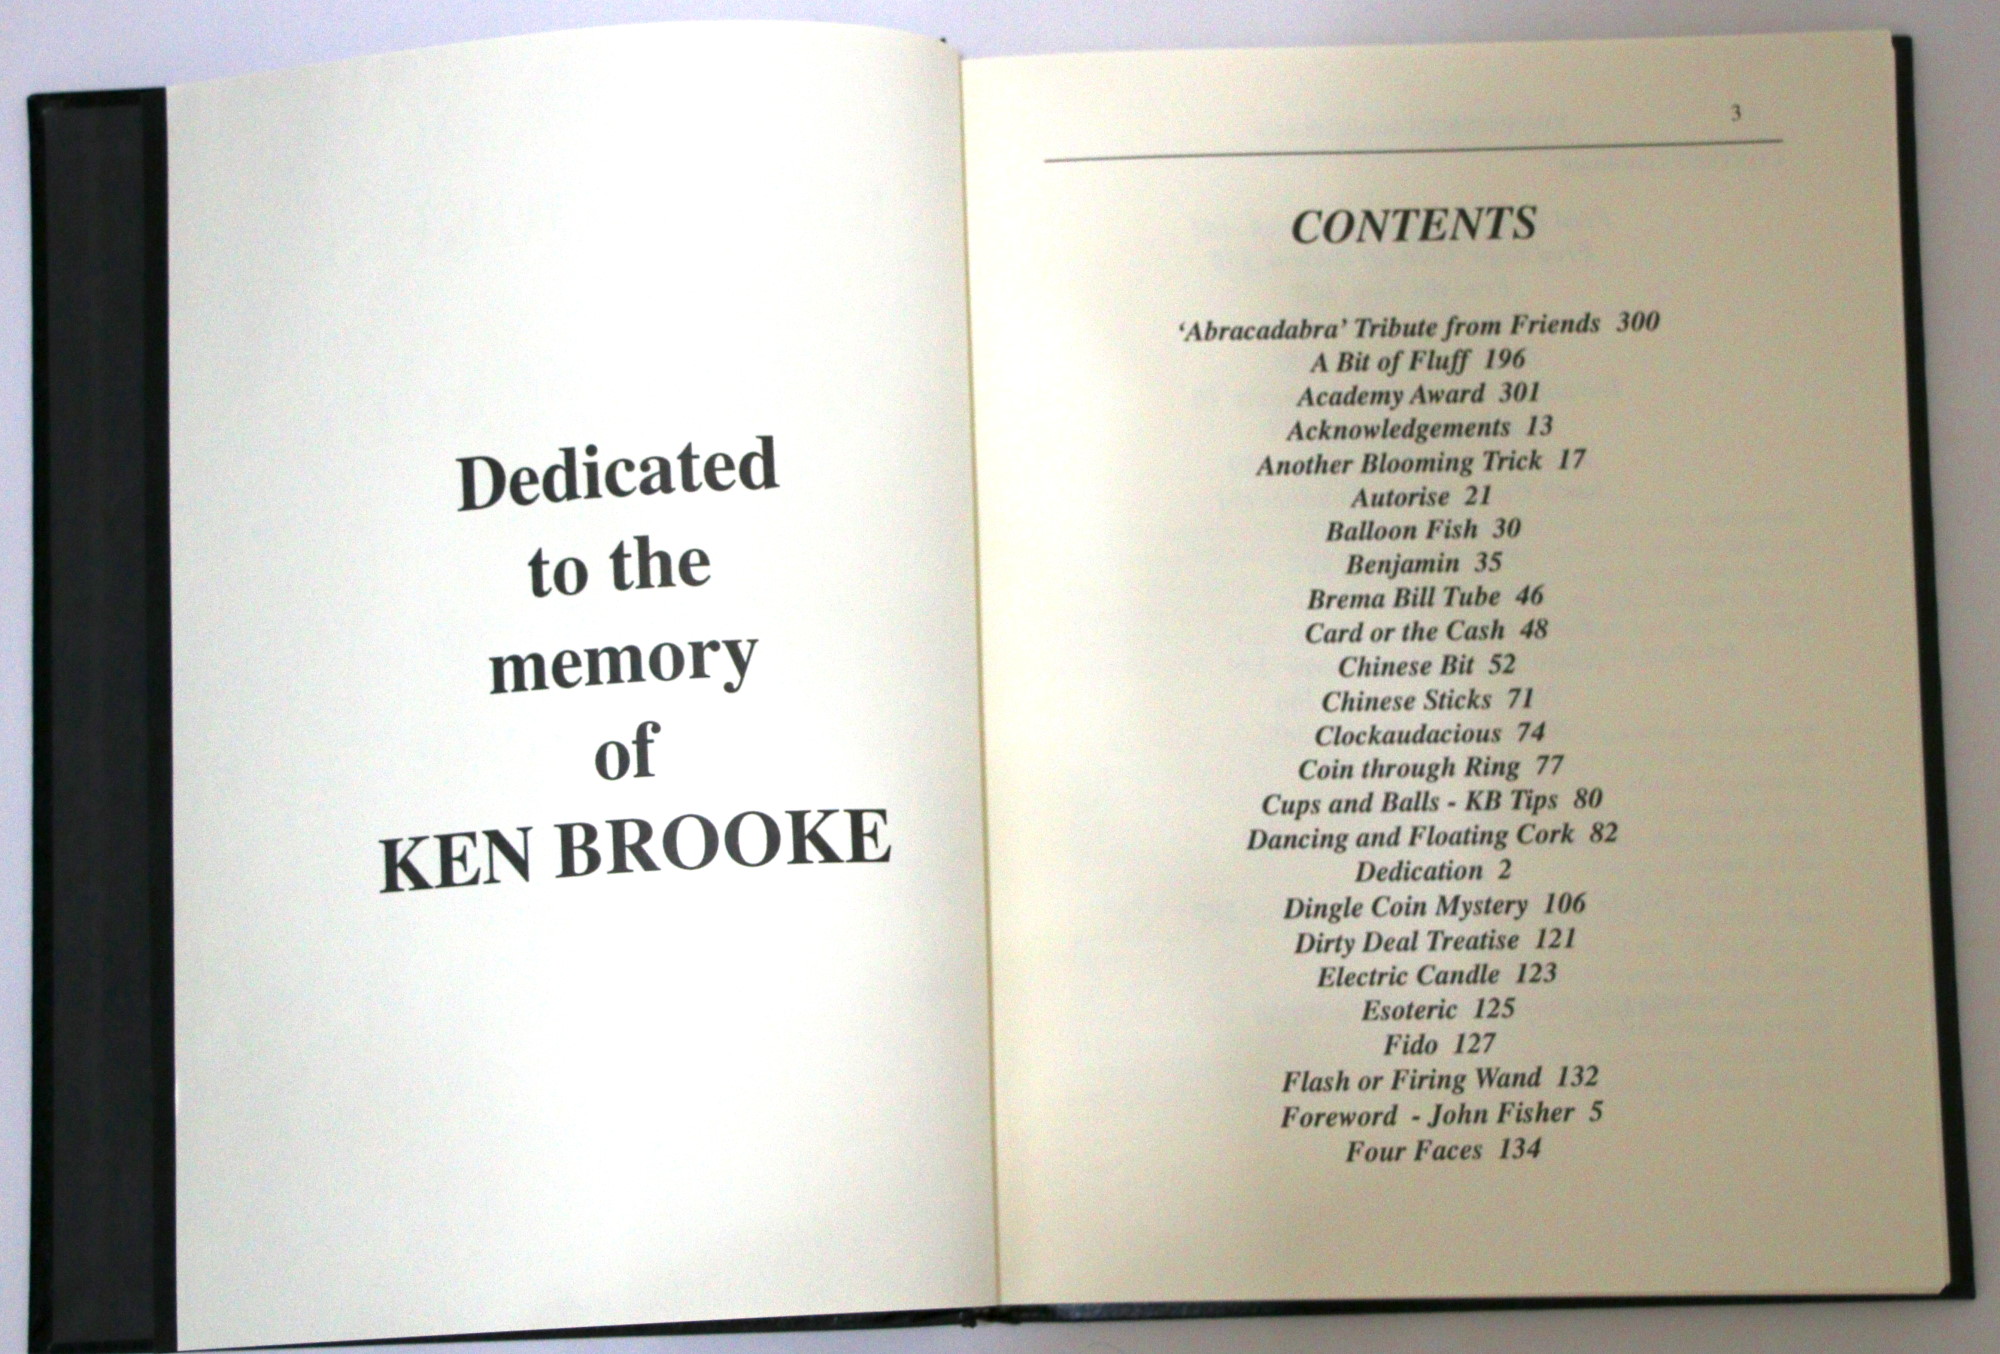 Dedicated
to the
memory
of
KEN BROOKE
3
CONTENTS
‘Abracadabra’ Tribute from Friends 300
A Bit of Fluff 196
Academy Award 301
Acknowledgements 13
Another Blooming Trick 17
Autorise 21
Balloon Fish 30
Benjamin 35
Brema Bill Tube 46
Card or the Cash 48
Chinese Bit 52
Chinese Sticks 71
Clockaudacious 74
Coin through Ring 77
Cups and Balls - KB Tips 80
Dancing and Floating Cork 82
Dedication 2
Dingle Coin Mystery 106
Dirty Deal Treatise 121
Electric Candle 123
Esoteric 125
Fido 127
Flash or Firing Wand 132
Foreword - John Fisher 5
Four Faces 134